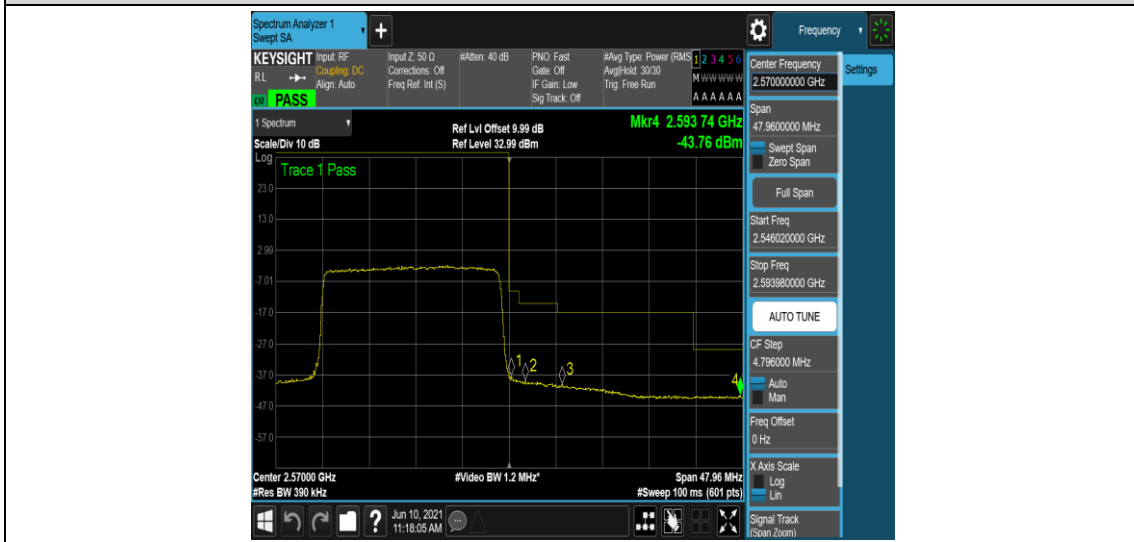 Spectrum Analyzer 1
Swept SA
+
Frequency
KEYSIGHT
RL
LXI
PASS
Input: RF
Coupling: DC
Align: Auto
Input Z: 50 Ω
Corrections: Off
Freq Ref: Int (S)
#Atten: 40 dB
PNO: Fast
Gate: Off
IF Gain: Low
Sig Track: Off
#Avg Type: Power (RMS
Avg|Hold: 30/30
Trig: Free Run
1 2 3 4 5 6
M W W W W W
A A A A A A
1 Spectrum
Scale/Div 10 dB
Ref Lvl Offset 9.99 dB
Ref Level 32.99 dBm
Mkr4 2.593 74 GHz
-43.76 dBm
Log
Trace 1 Pass
23.0
13.0
2.99
-7.01
-17.0
-27.0
-37.0
-47.0
-57.0
1
2
3
4
Center 2.57000 GHz
#Res BW 390 kHz
#Video BW 1.2 MHz*
Span 47.96 MHz
#Sweep 100 ms (601 pts)
?
Jun 10, 2021
11:18:05 AM
Center Frequency
2.570000000 GHz
Settings
Span
47.9600000 MHz
Swept Span
Zero Span
Full Span
Start Freq
2.546020000 GHz
Stop Freq
2.593980000 GHz
AUTO TUNE
CF Step
4.796000 MHz
Auto
Man
Freq Offset
0 Hz
X Axis Scale
Log
Lin
Signal Track
(Span Zoom)